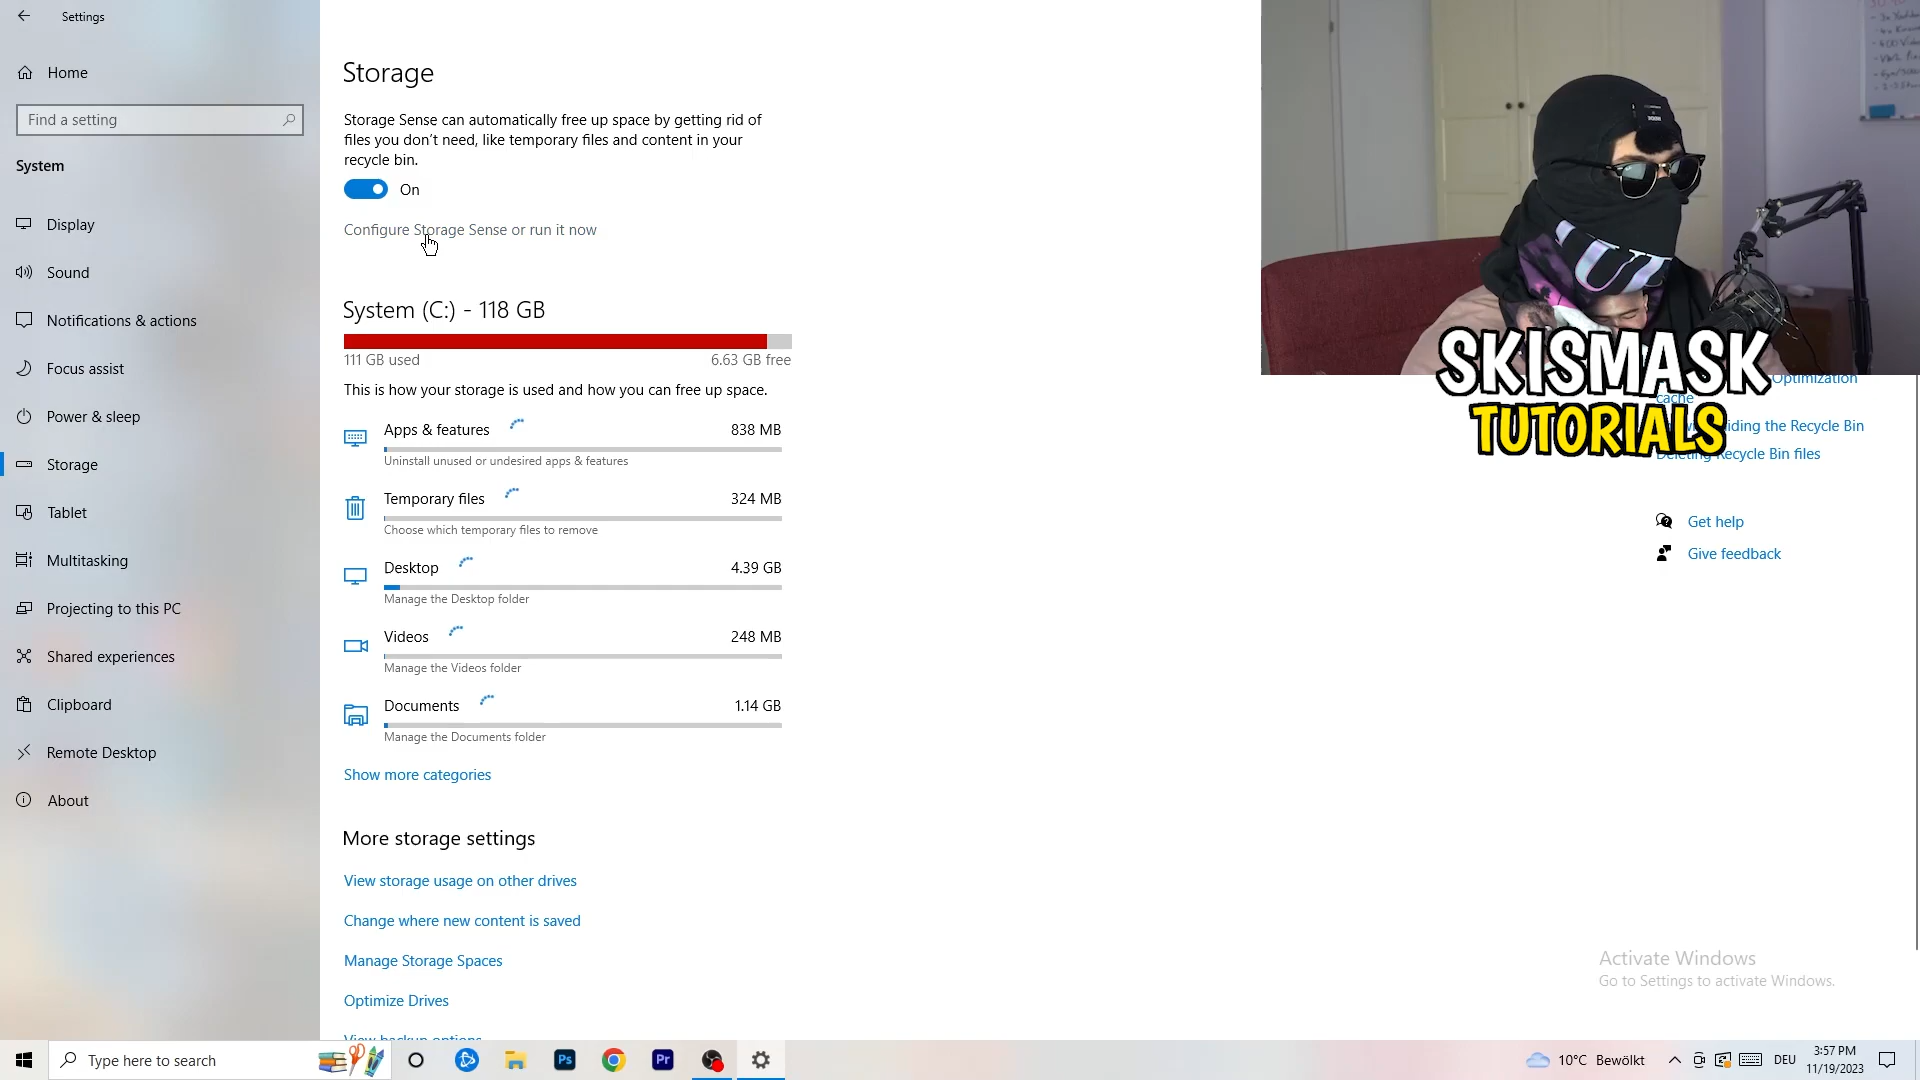 Settings
Home
Find a setting
System
Display
Sound
Notifications & actions
Focus assist
Power & sleep
Storage
Tablet
Multitasking
Projecting to this PC
Shared experiences
Clipboard
Remote Desktop
About
Storage
Storage Sense can automatically free up space by getting rid of
files you don't need, like temporary files and content in your
recycle bin.
On
Configure Storage Sense or run it now
System (C:) - 118 GB
111 GB used
6.63 GB free
This is how your storage is used and how you can free up space.
Apps & features
838 MB
Uninstall unused or undesired apps & features
Temporary files
324 MB
Choose which temporary files to remove
Desktop
4.39 GB
Manage the Desktop folder
Videos
248 MB
Manage the Videos folder
Documents
1.14 GB
Manage the Documents folder
Show more categories
More storage settings
View storage usage on other drives
Change where new content is saved
Manage Storage Spaces
Optimize Drives
View backup options
SKISMASK
TUTORIALS
Optimization
cache
the Recycle Bin
Recycle Bin files
Get help
Give feedback
Activate Windows
Go to Settings to activate Windows.
Type here to search
Ps
Pr
10°C Bewölkt
DEU
3:57 PM
11/19/2023